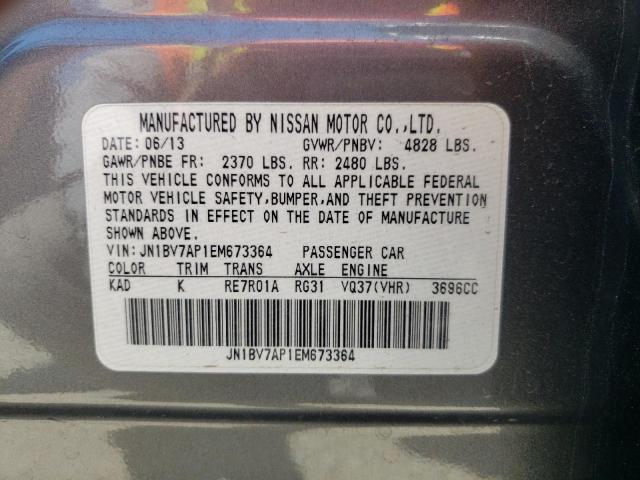 MANUFACTURED BY NISSAN MOTOR CO.,LTD.
DATE: 06/13 GVWR/PNBV: 4828 LBS.
GAWR/PNBE FR: 2370 LBS. RR: 2480 LBS.
THIS VEHICLE CONFORMS TO ALL APPLICABLE FEDERAL
MOTOR VEHICLE SAFETY,BUMPER,AND THEFT PREVENTION
STANDARDS IN EFFECT ON THE DATE OF MANUFACTURE
SHOWN ABOVE.
VIN:JN1BV7AP1EM673364 PASSENGER CAR
COLOR TRIM TRANS AXLE ENGINE
KAD K RE7R01A RG31 VQ37(VHR) 3696CC
JN1BV7AP1EM673364